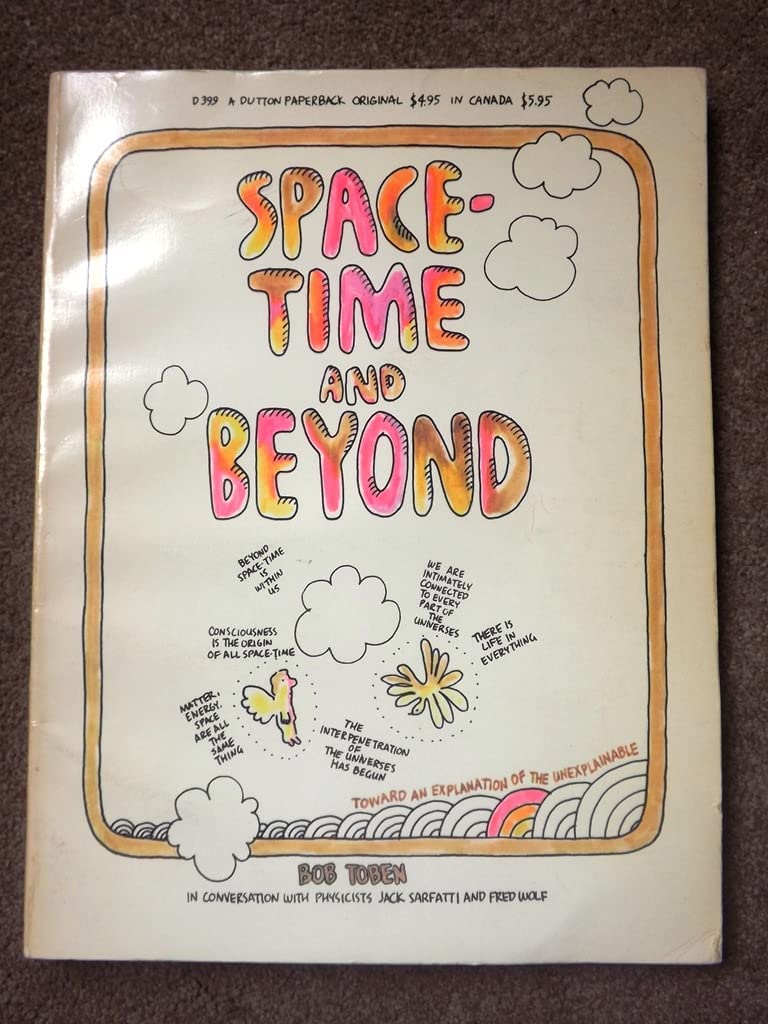 D399 A DUTTON PAPERBACK ORIGINAL $4.95 IN CANADA $5.95
SPACE-
TIME
AND
BEYOND
BEYOND
SPACE-TIME
IS
WITHIN
US
WE ARE
INTIMATELY
CONNECTED
TO EVERY
PART OF
THE
UNIVERSES
CONSCIOUSNESS
IS THE ORIGIN
OF ALL SPACE-TIME
THERE IS
LIFE IN
EVERYTHING
MATTER,
ENERGY,
SPACE
ARE ALL
THE
SAME
THING
THE
INTERPENETRATION
OF
THE UNIVERSES
HAS BEGUN
TOWARD AN EXPLANATION OF THE UNEXPLAINABLE
BOB TOBEN
IN CONVERSATION WITH PHYSICISTS JACK SARFATTI AND FRED WOLF